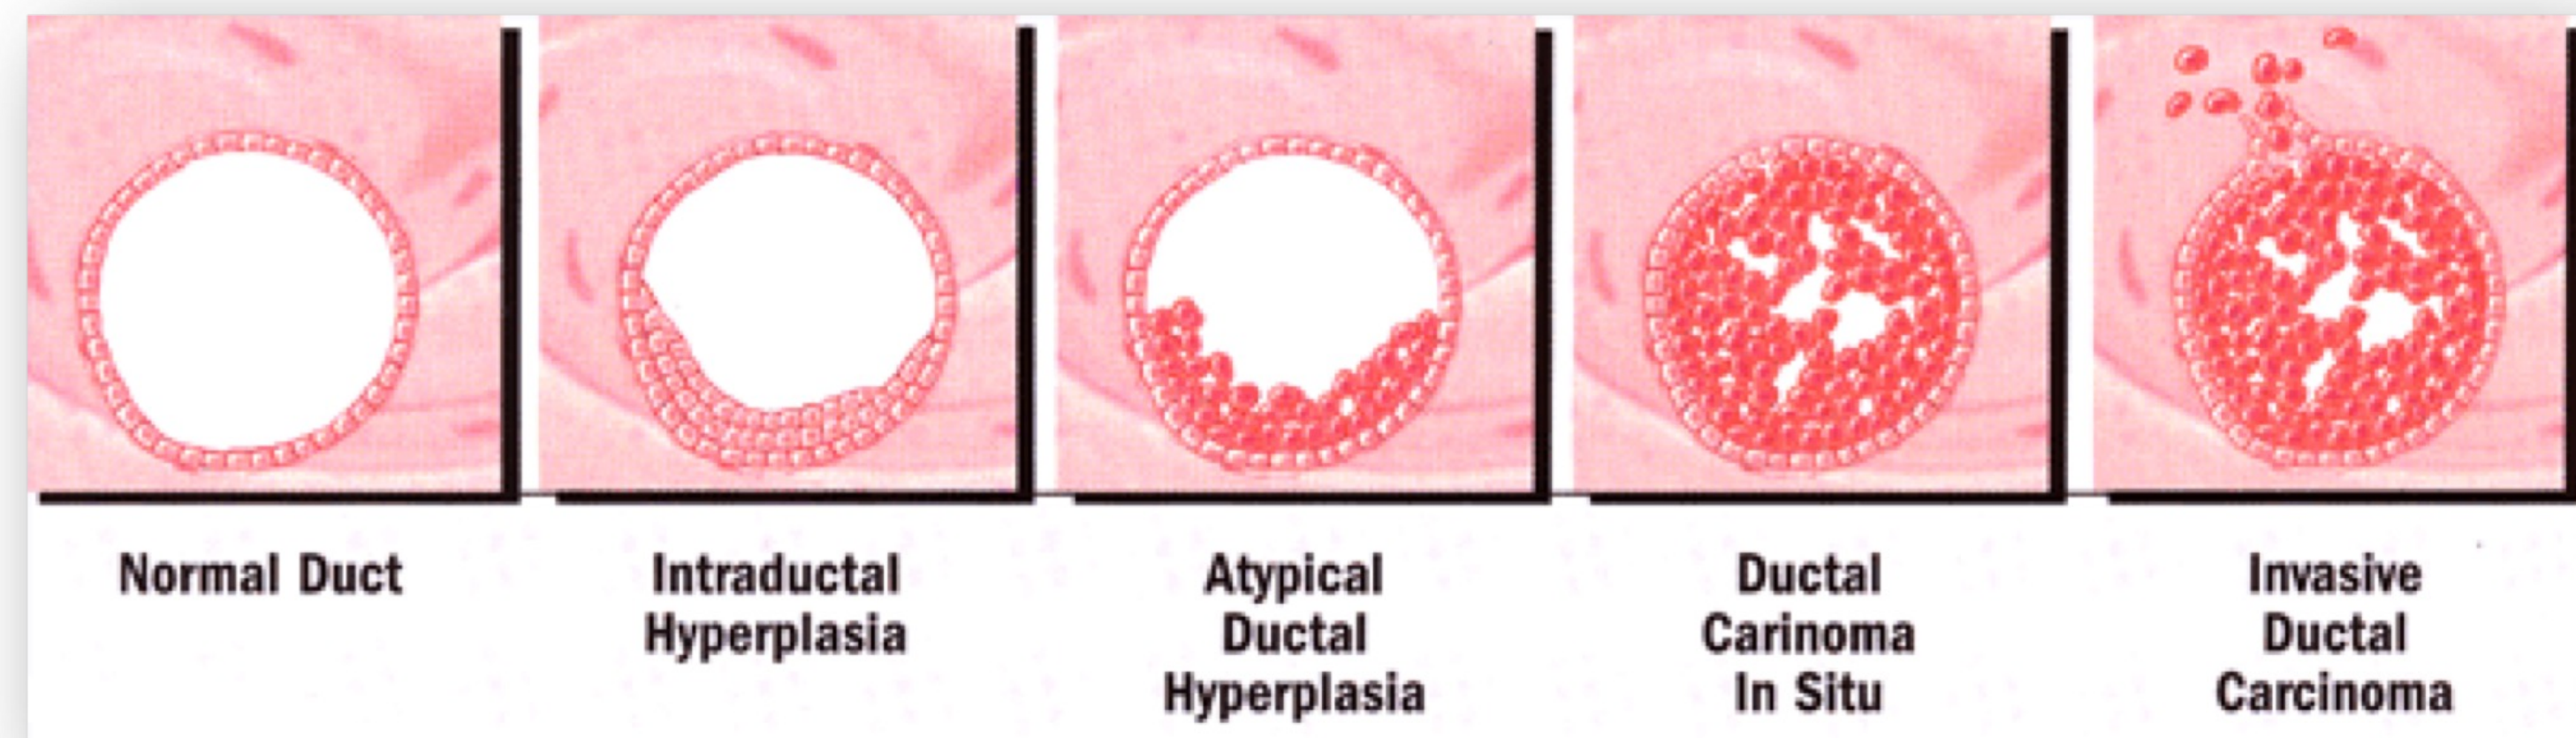 Normal Duct
Intraductal
Hyperplasia
Atypical
Ductal
Hyperplasia
Ductal
Carinoma
In Situ
Invasive
Ductal
Carcinoma